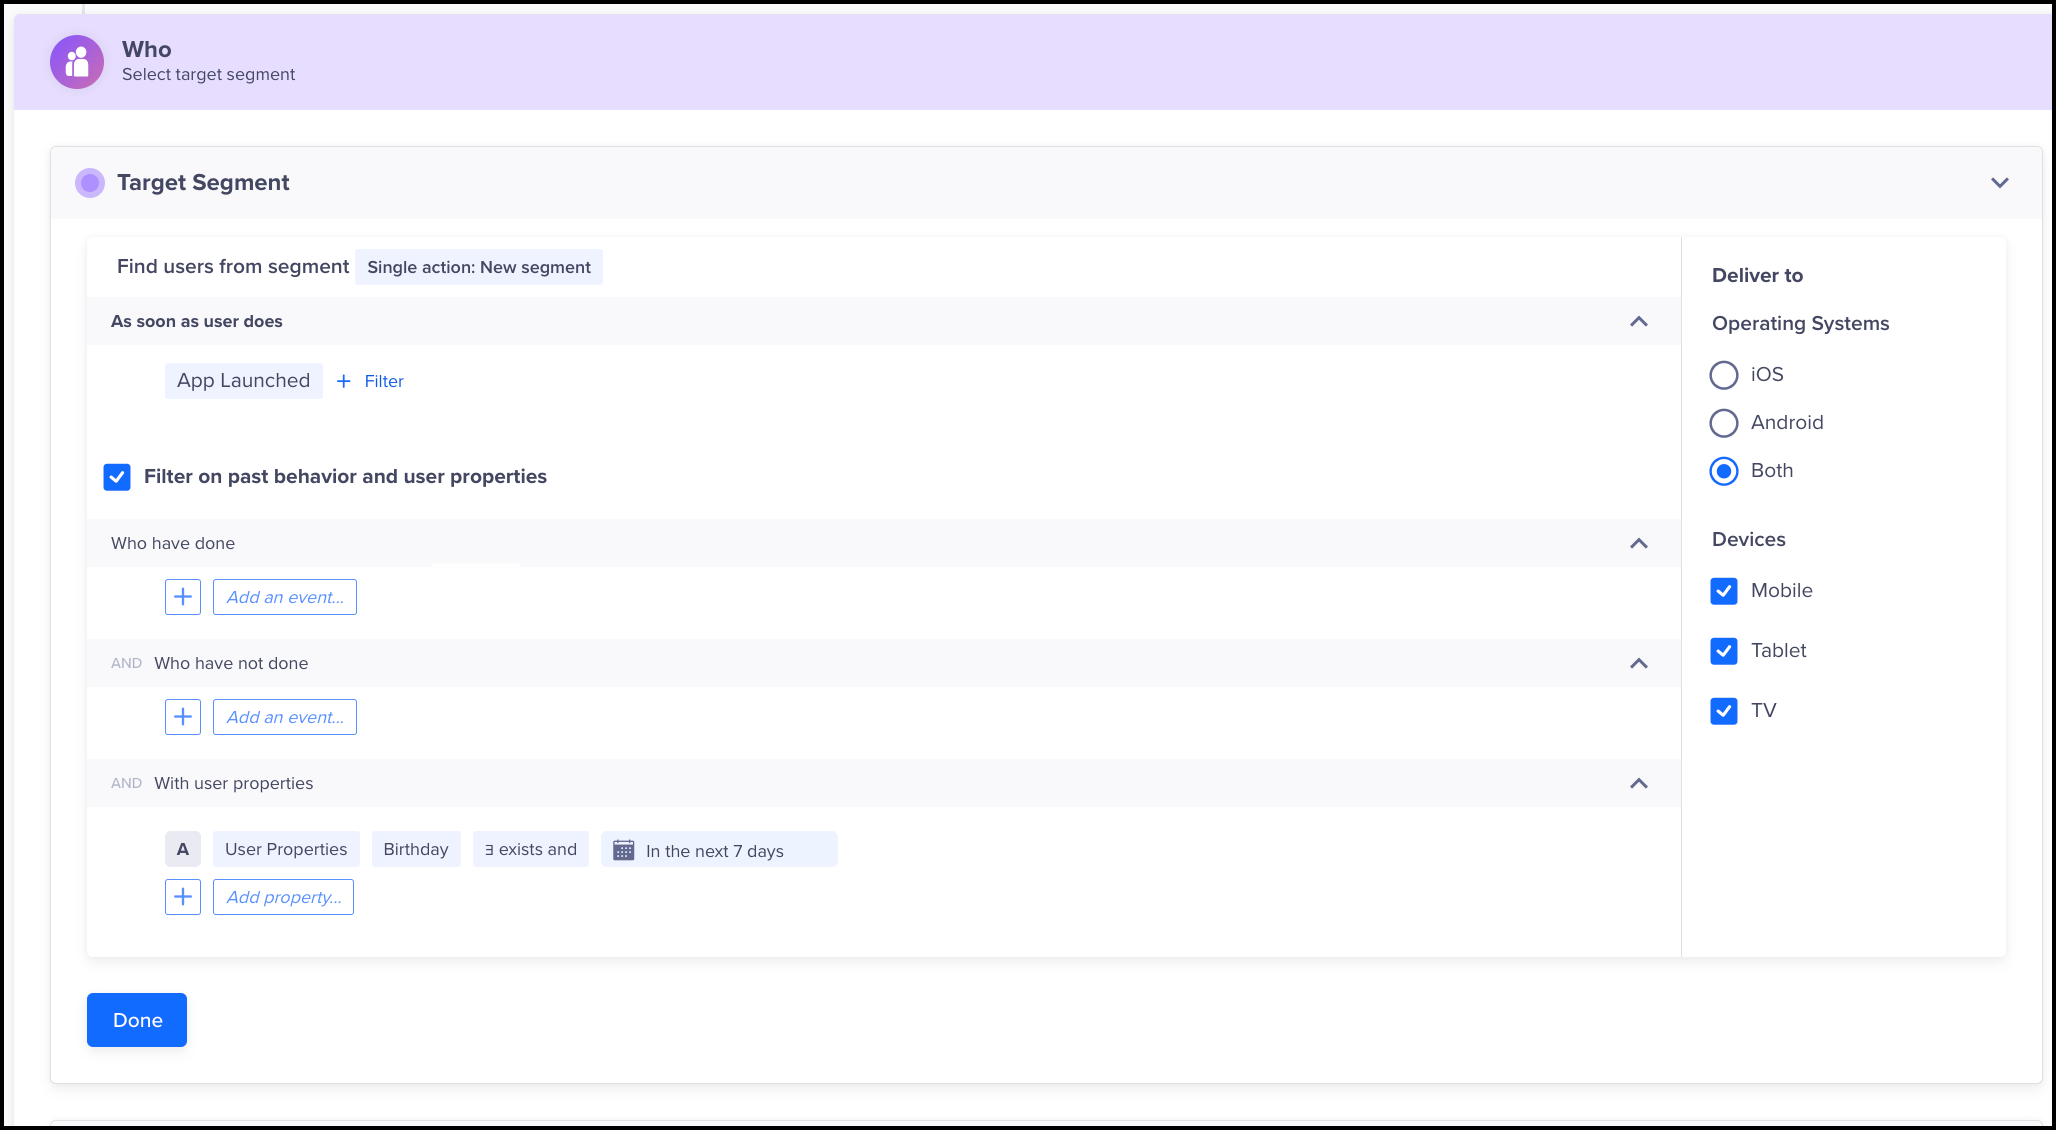 Who
Select target segment
Target Segment
Find users from segment Single action: New segment
As soon as user does
App Launched + Filter
Filter on past behavior and user properties
Who have done
+ Add an event...
AND Who have not done
+ Add an event...
AND With user properties
A User Properties Birthday ∃ exists and In the next 7 days
+ Add property...
Done
Deliver to
Operating Systems
iOS
Android
Both
Devices
Mobile
Tablet
TV